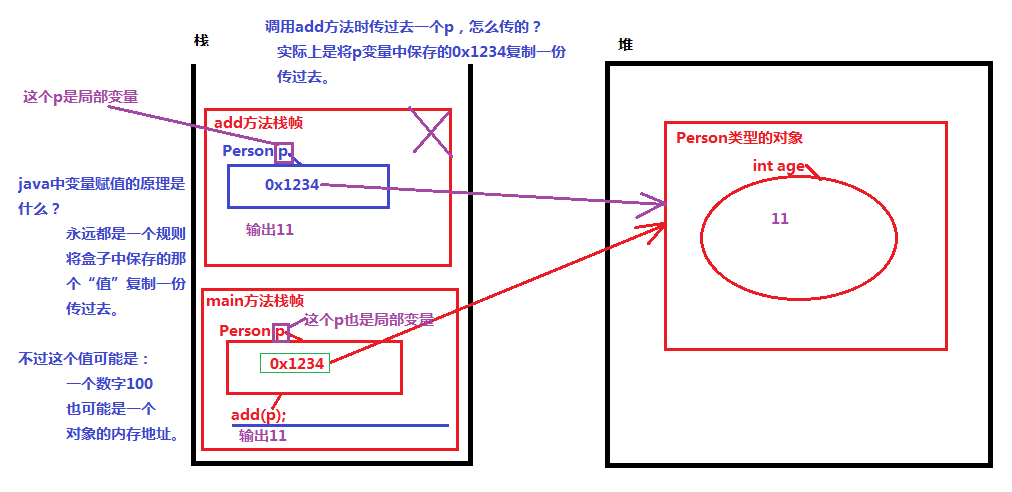 调用add方法时传过去一个p，怎么传的？
实际上是将p变量中保存的0x1234复制一份
传过去。
栈
堆
这个p是局部变量
add方法栈帧
Person p
0x1234
输出11
java中变量赋值的原理是
什么？
永远都是一个规则
将盒子中保存的那
个“值”复制一份
传过去。
不过这个值可能是：
一个数字100
也可能是一个
对象的内存地址。
main方法栈帧
Person p
这个p也是局部变量
0x1234
add(p);
输出11
Person类型的对象
int age
11